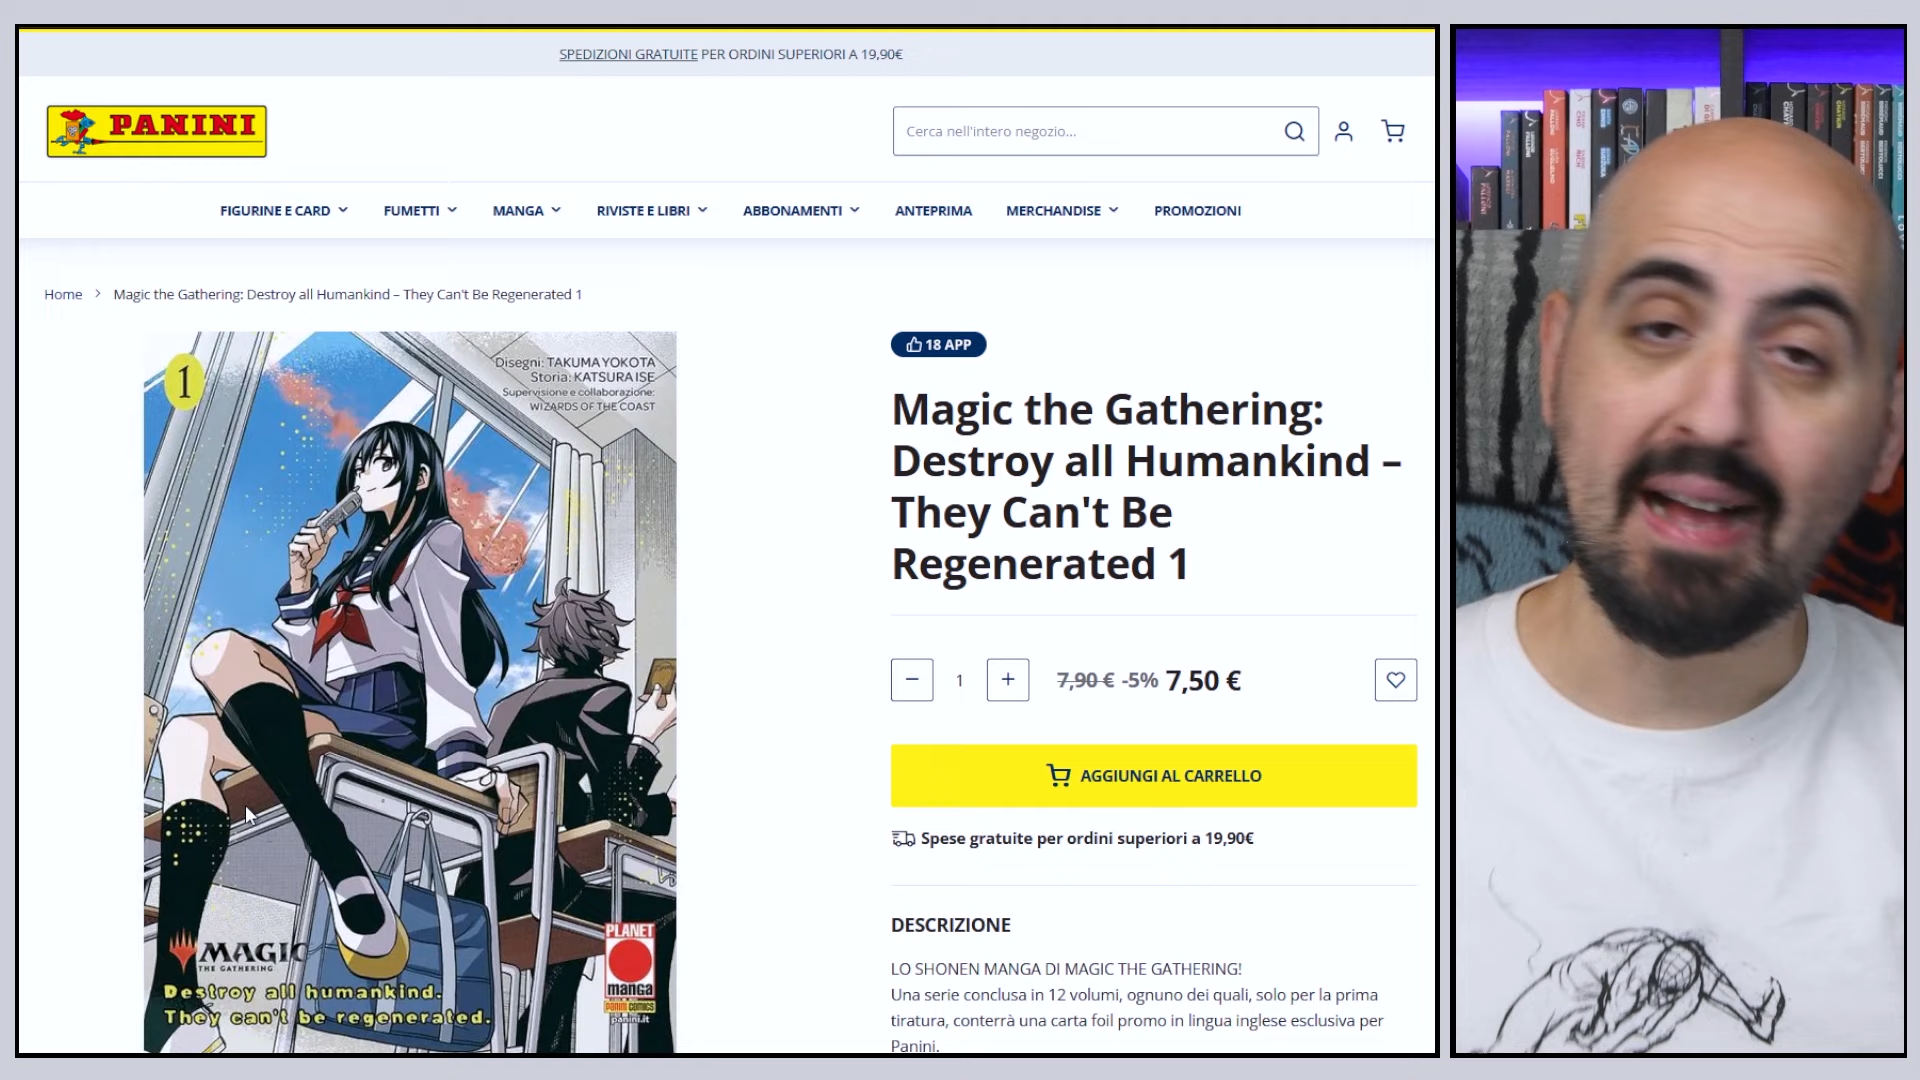 SPEDIZIONI GRATUITE PER ORDINI SUPERIORI A 19,90€
PANINI
Cerca nell'intero negozio...
FIGURINE E CARD
FUMETTI
MANGA
RIVISTE E LIBRI
ABBONAMENTI
ANTEPRIMA
MERCHANDISE
PROMOZIONI
Home > Magic the Gathering: Destroy all Humankind – They Can't Be Regenerated 1
1
Disegni: TAKUMA YOKOTA
Storia: KATSURA ISE
Supervisione e collaborazione:
WIZARDS OF THE COAST
MAGIC
THE GATHERING
Destroy all humankind.
They can't be regenerated.
PLANET
manga
panini comics
panini.it
18 APP
Magic the Gathering:
Destroy all Humankind –
They Can't Be
Regenerated 1
− 1 + 7,90 € -5% 7,50 €
AGGIUNGI AL CARRELLO
Spese gratuite per ordini superiori a 19,90€
DESCRIZIONE
LO SHONEN MANGA DI MAGIC THE GATHERING!
Una serie conclusa in 12 volumi, ognuno dei quali, solo per la prima
tiratura, conterrà una carta foil promo in lingua inglese esclusiva per
Panini.